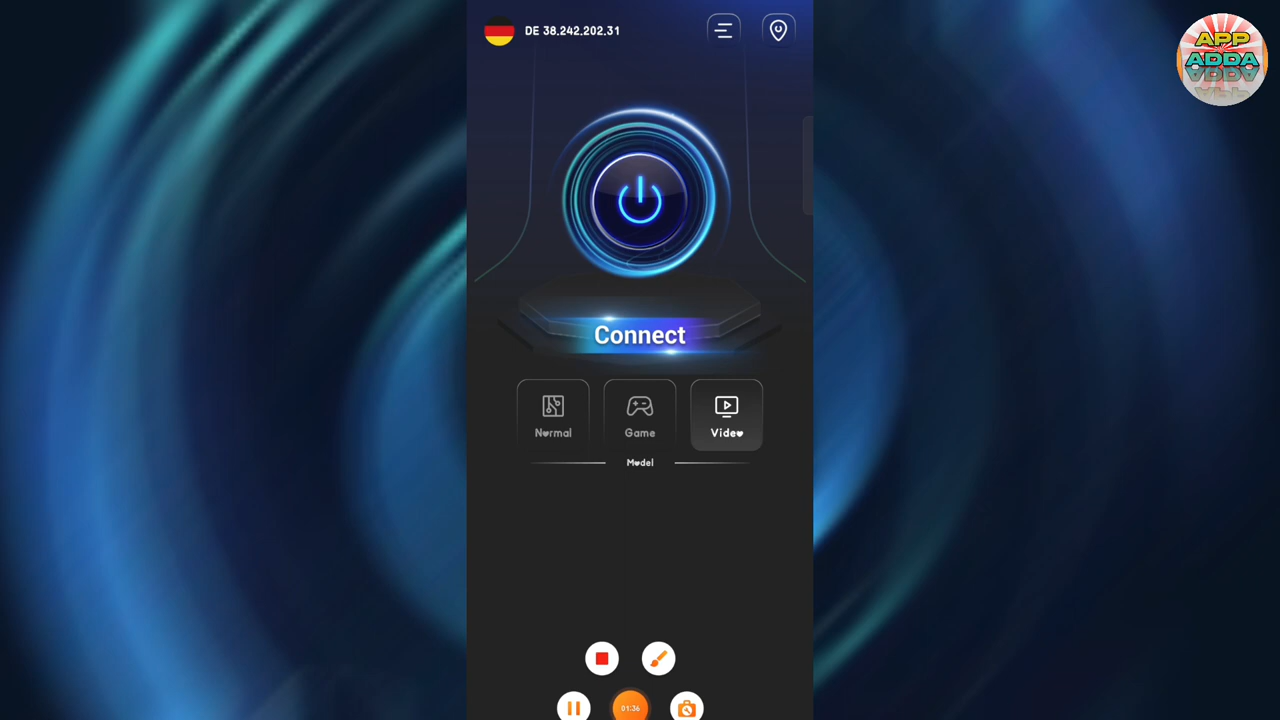 DE 38.242.202.31
APP
ADDA
Connect
Normal
Game
Video
Model
01:36